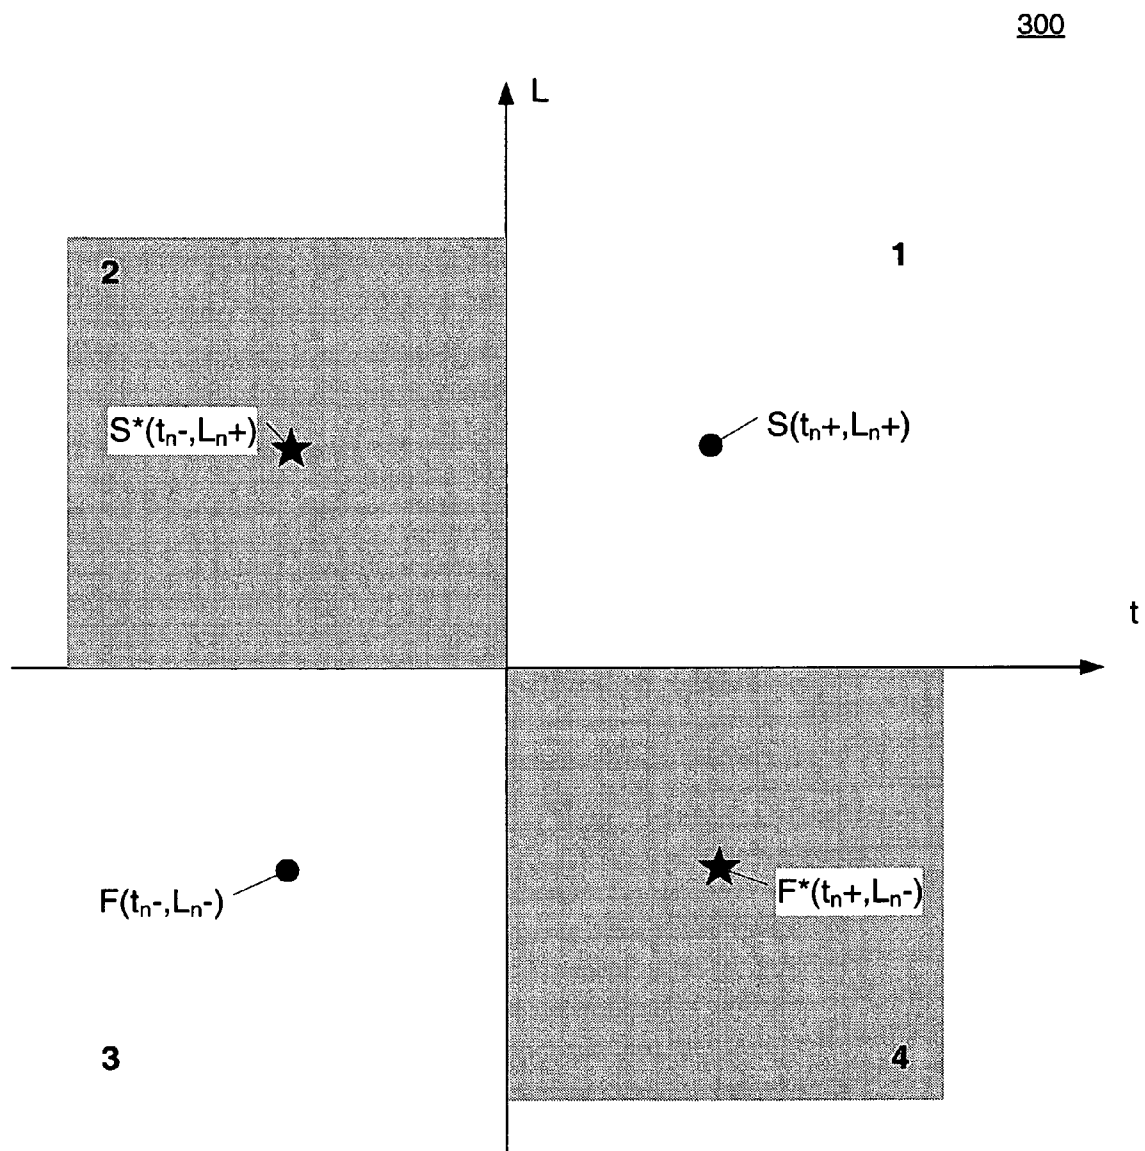 300
L
1
2
S*(tn-,Ln+)
S(tn+,Ln+)
t
F(tn-,Ln-)
F*(tn+,Ln-)
3
4